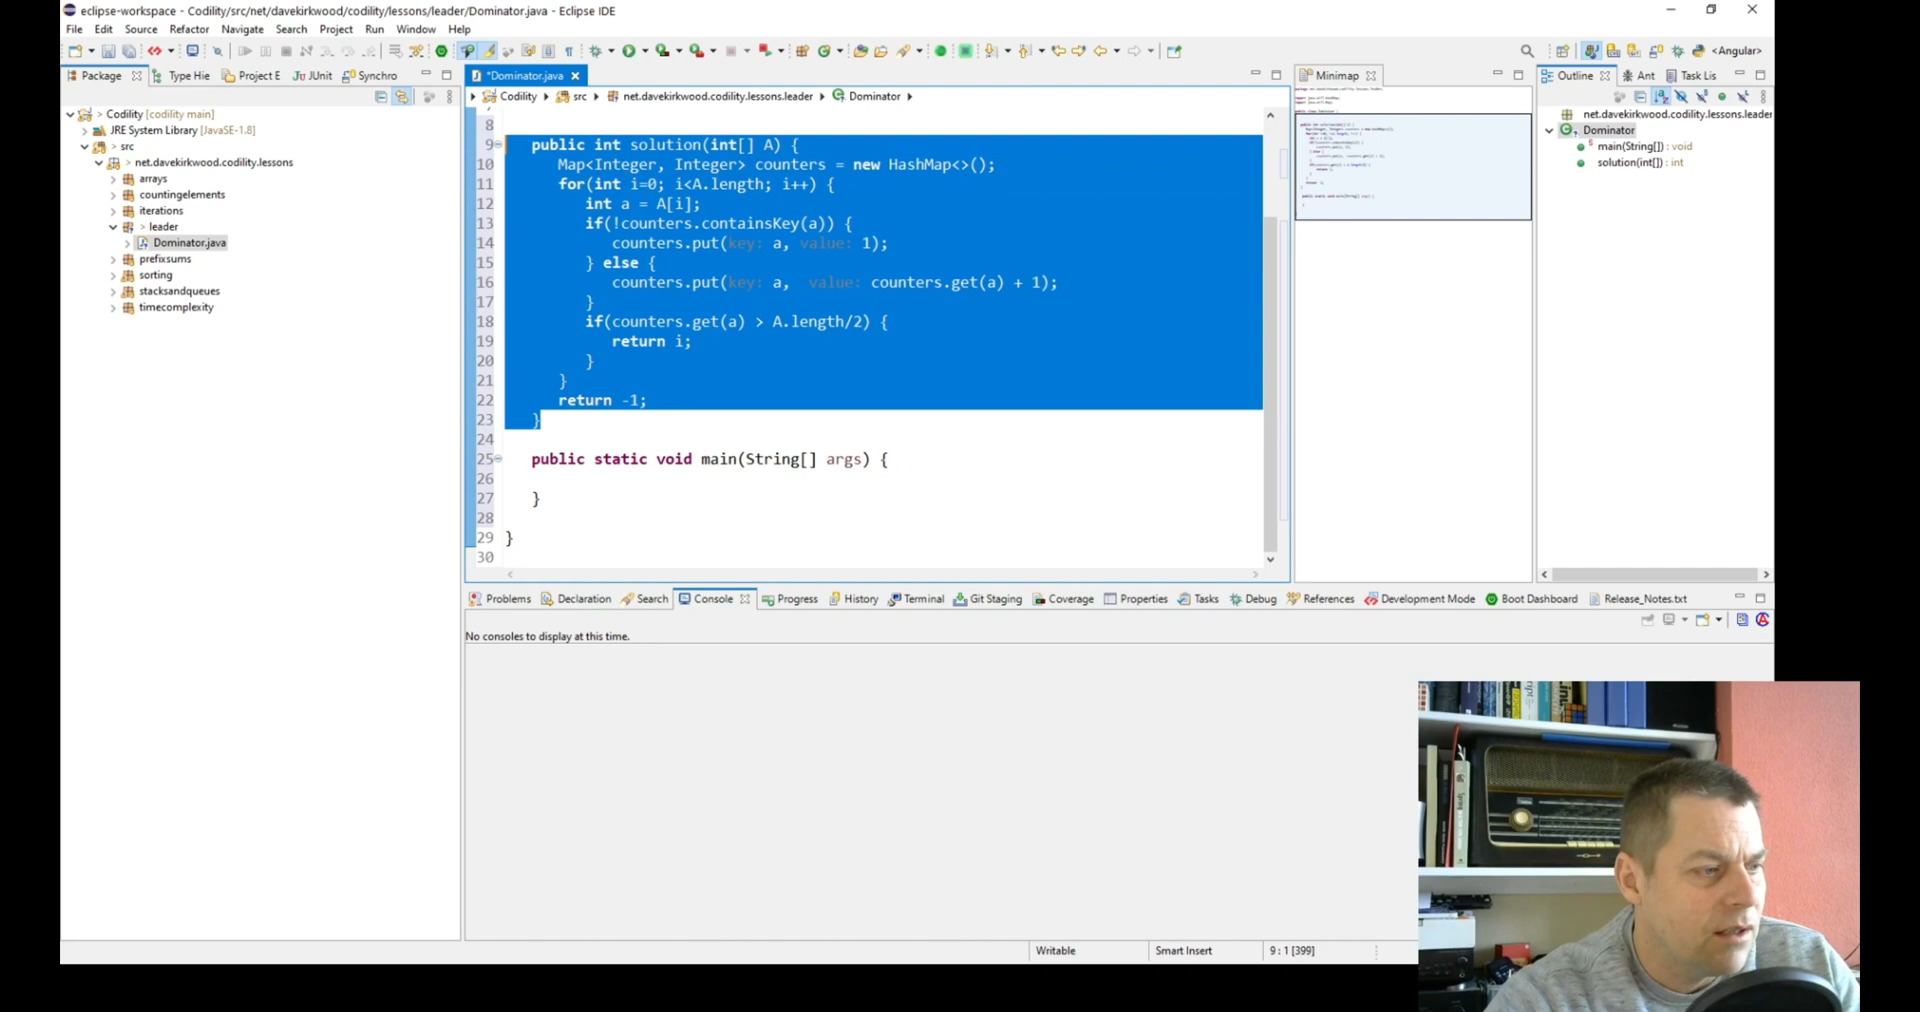 eclipse-workspace - Codility/src/net/davekirkwood/codility/lessons/leader/Dominator.java - Eclipse IDE
File Edit Source Refactor Navigate Search Project Run Window Help
<Angular>
Package Type Hie Project E JUnit Synchro
*Dominator.java
Minimap
Outline Ant Task Lis
Codility src net.davekirkwood.codility.lessons.leader Dominator
> Codility [codility main]
JRE System Library [JavaSE-1.8]
> src
> net.davekirkwood.codility.lessons
arrays
countingelements
iterations
> leader
Dominator.java
prefixsums
sorting
stacksandqueues
timecomplexity
8
9 public int solution(int[] A) {
10 Map<Integer, Integer> counters = new HashMap<>();
11 for(int i=0; i<A.length; i++) {
12 int a = A[i];
13 if(!counters.containsKey(a)) {
14 counters.put(key: a, value: 1);
15 } else {
16 counters.put(key: a, value: counters.get(a) + 1);
17 }
18 if(counters.get(a) > A.length/2) {
19 return i;
20 }
21 }
22 return -1;
23 }
24
25 public static void main(String[] args) {
26
27 }
28
29 }
30
net.davekirkwood.codility.lessons.leader
Dominator
main(String[]) : void
solution(int[]) : int
Problems Declaration Search Console Progress History Terminal Git Staging Coverage Properties Tasks Debug References Development Mode Boot Dashboard Release_Notes.txt
No consoles to display at this time.
Writable Smart Insert 9 : 1 [399]